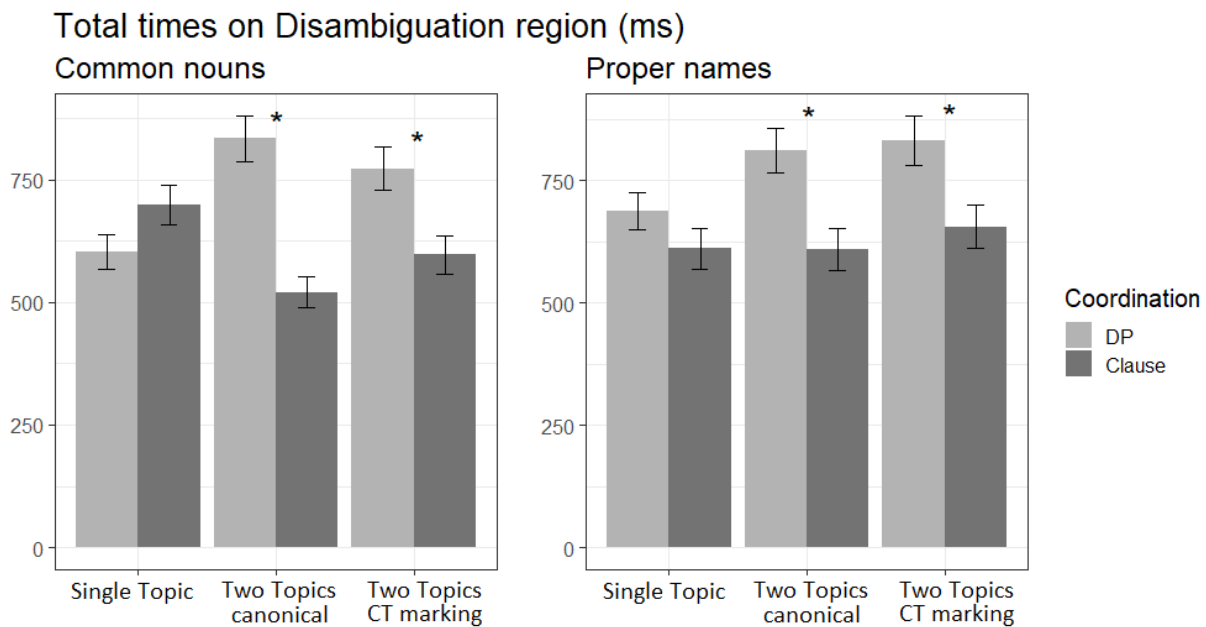 Total times on Disambiguation region (ms)
Common nouns
Proper names
*
*
*
*
750
500
250
0
750
500
250
0
Single Topic
Two Topics
canonical
Two Topics
CT marking
Single Topic
Two Topics
canonical
Two Topics
CT marking
Coordination
DP
Clause